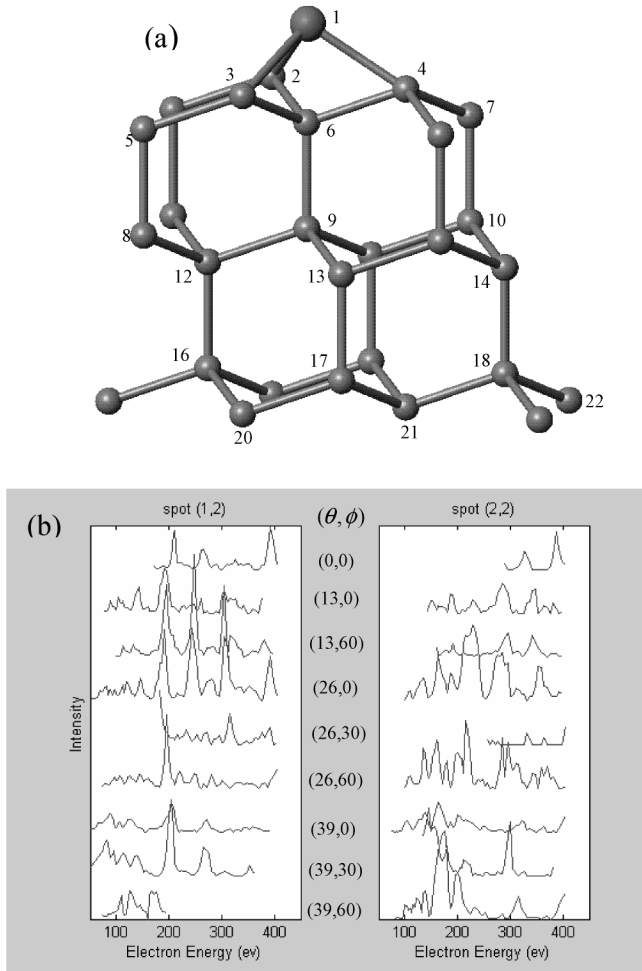 (a)
1
2
3
4
5
6
7
8
9
10
12
13
14
16
17
18
20
21
22
(b)
spot (1,2)
(θ, ϕ)
spot (2,2)
(0,0)
(13,0)
(13,60)
(26,0)
(26,30)
(26,60)
(39,0)
(39,30)
(39,60)
Intensity
100 200 300 400
100 200 300 400
Electron Energy (ev)
Electron Energy (ev)